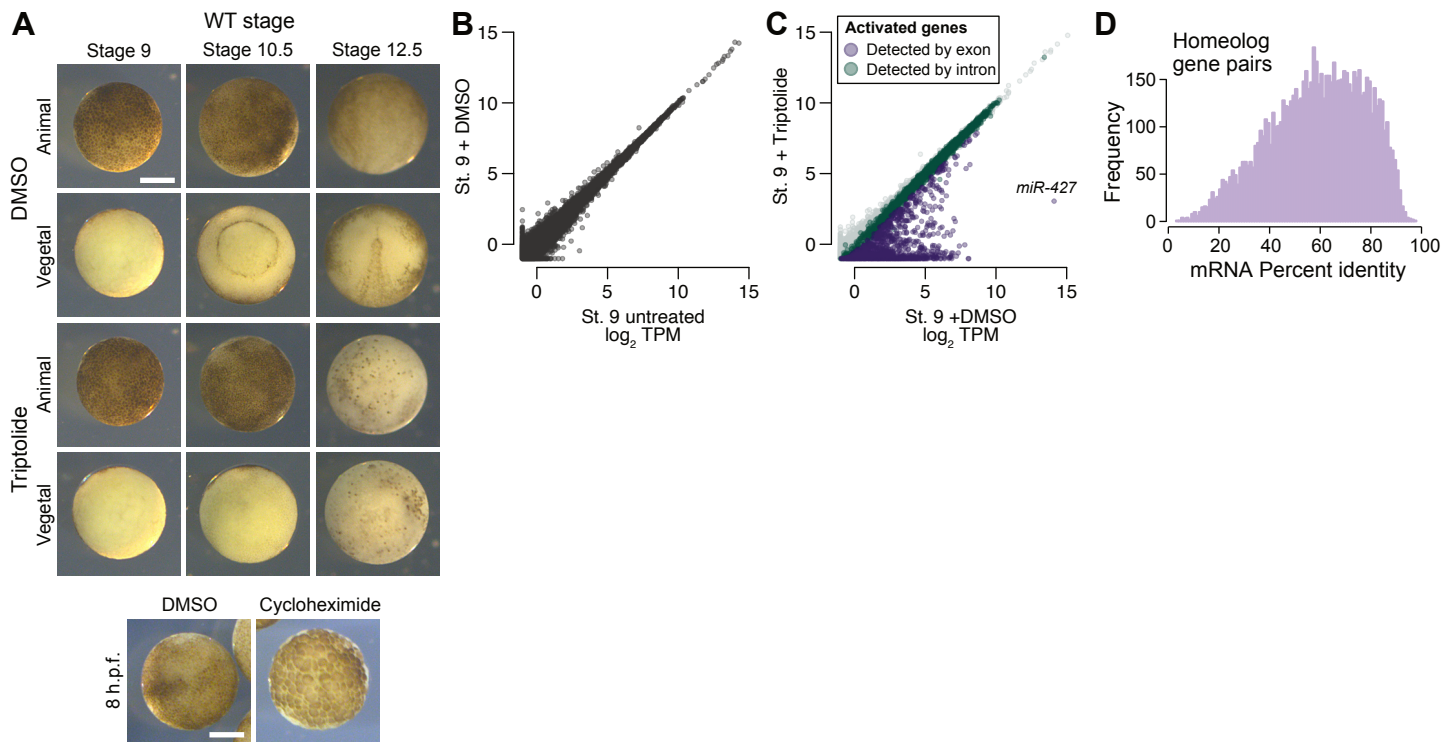 A
WT stage
Stage 9
Stage 10.5
Stage 12.5
DMSO
Animal
Vegetal
Triptolide
Animal
Vegetal
DMSO
Cycloheximide
8 h.p.f.
B
St. 9 + DMSO
15
10
5
0
0
5
10
15
St. 9 untreated
log2 TPM
C
Activated genes
Detected by exon
Detected by intron
St. 9 + Triptolide
15
10
5
0
miR-427
0
5
10
15
St. 9 +DMSO
log2 TPM
D
Homeolog
gene pairs
Frequency
150
100
50
0
0
20
40
60
80
100
mRNA Percent identity